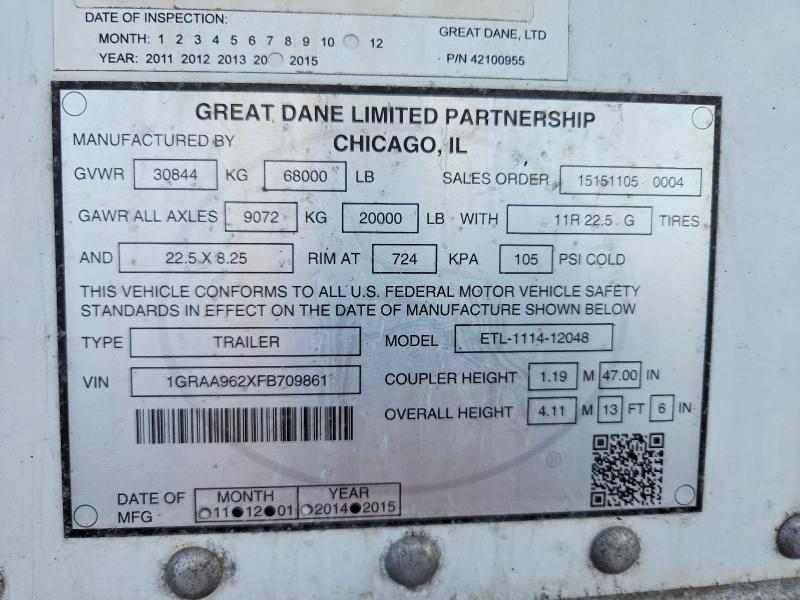 DATE OF INSPECTION:
MONTH: 1 2 3 4 5 6 7 8 9 10 12
GREAT DANE, LTD
YEAR: 2011 2012 2013 20 2015
P/N 42100955
GREAT DANE LIMITED PARTNERSHIP
MANUFACTURED BY CHICAGO, IL
GVWR 30844 KG 68000 LB SALES ORDER 15151105 0004
GAWR ALL AXLES 9072 KG 20000 LB WITH 11R 22.5 G TIRES
AND 22.5 X 8.25 RIM AT 724 KPA 105 PSI COLD
THIS VEHICLE CONFORMS TO ALL U.S. FEDERAL MOTOR VEHICLE SAFETY
STANDARDS IN EFFECT ON THE DATE OF MANUFACTURE SHOWN BELOW
TYPE TRAILER MODEL ETL-1114-12048
VIN 1GRAA962XFB709861 COUPLER HEIGHT 1.19 M 47.00 IN
OVERALL HEIGHT 4.11 M 13 FT 6 IN
®
DATE OF MFG MONTH 11 12 01 YEAR 2014 2015